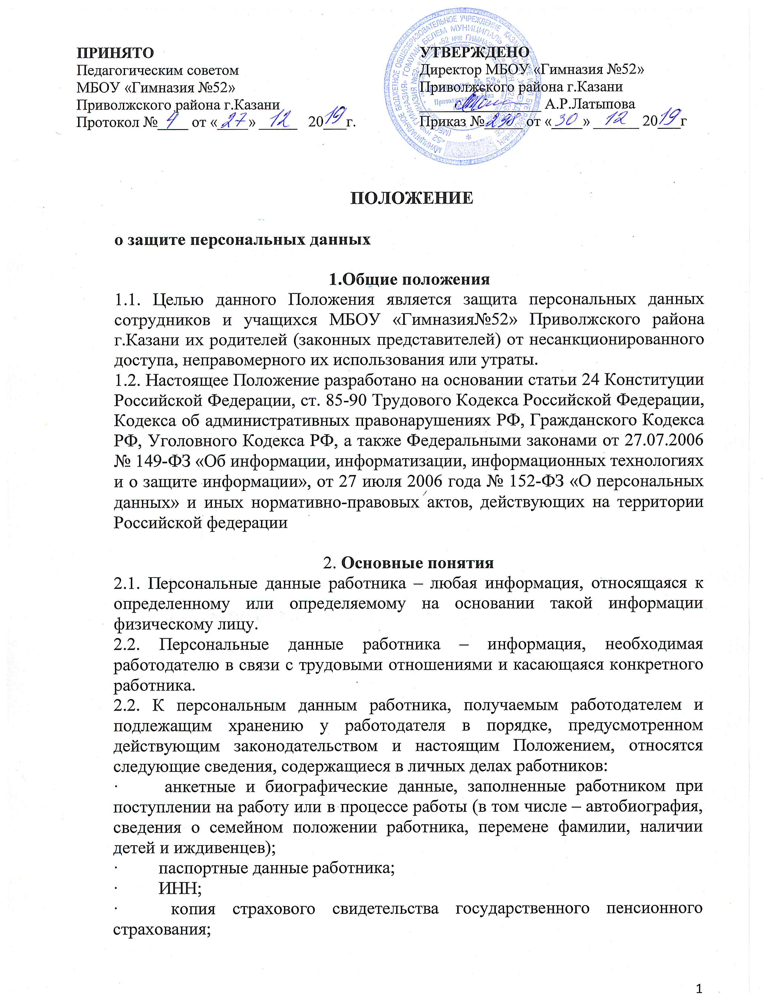 ПРИНЯТО
Педагогическим советом
МБОУ «Гимназия №52»
Приволжского района г.Казани
Протокол № 4 от « 27 » 12 2019 г.
УТВЕРЖДЕНО
Директор МБОУ «Гимназия №52»
Приволжского района г.Казани
А.Р.Латыпова
Приказ № 298 от « 30 » 12 2019 г
ПОЛОЖЕНИЕ
о защите персональных данных
1.Общие положения
1.1. Целью данного Положения является защита персональных данных
сотрудников и учащихся МБОУ «Гимназия№52» Приволжского района
г.Казани их родителей (законных представителей) от несанкционированного
доступа, неправомерного их использования или утраты.
1.2. Настоящее Положение разработано на основании статьи 24 Конституции
Российской Федерации, ст. 85-90 Трудового Кодекса Российской Федерации,
Кодекса об административных правонарушениях РФ, Гражданского Кодекса
РФ, Уголовного Кодекса РФ, а также Федеральными законами от 27.07.2006
№ 149-ФЗ «Об информации, информатизации, информационных технологиях
и о защите информации», от 27 июля 2006 года № 152-ФЗ «О персональных
данных» и иных нормативно-правовых актов, действующих на территории
Российской федерации
2. Основные понятия
2.1. Персональные данные работника – любая информация, относящаяся к
определенному или определяемому на основании такой информации
физическому лицу.
2.2. Персональные данные работника – информация, необходимая
работодателю в связи с трудовыми отношениями и касающаяся конкретного
работника.
2.2. К персональным данным работника, получаемым работодателем и
подлежащим хранению у работодателя в порядке, предусмотренном
действующим законодательством и настоящим Положением, относятся
следующие сведения, содержащиеся в личных делах работников:
· анкетные и биографические данные, заполненные работником при
поступлении на работу или в процессе работы (в том числе – автобиография,
сведения о семейном положении работника, перемене фамилии, наличии
детей и иждивенцев);
· паспортные данные работника;
· ИНН;
· копия страхового свидетельства государственного пенсионного
страхования;
1